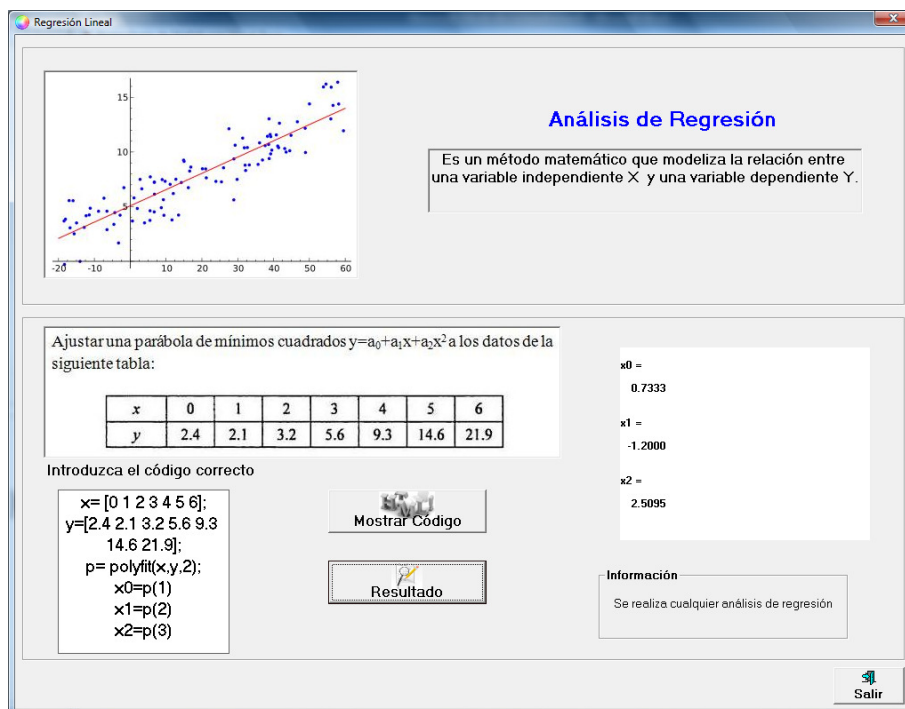 Regresión Lineal
15
10
5
-20 -10 10 20 30 40 50 60
Análisis de Regresión
Es un método matemático que modeliza la relación entre
una variable independiente X y una variable dependiente Y.
Ajustar una parábola de mínimos cuadrados y=a₀+a₁x+a₂x² a los datos de la
siguiente tabla:
x 0 1 2 3 4 5 6
y 2.4 2.1 3.2 5.6 9.3 14.6 21.9
Introduzca el código correcto
x= [0 1 2 3 4 5 6];
y=[2.4 2.1 3.2 5.6 9.3
14.6 21.9];
p= polyfit(x,y,2);
x0=p(1)
x1=p(2)
x2=p(3)
Mostrar Código
Resultado
x0 =
0.7333
x1 =
-1.2000
x2 =
2.5095
Información
Se realiza cualquier análisis de regresión
Salir